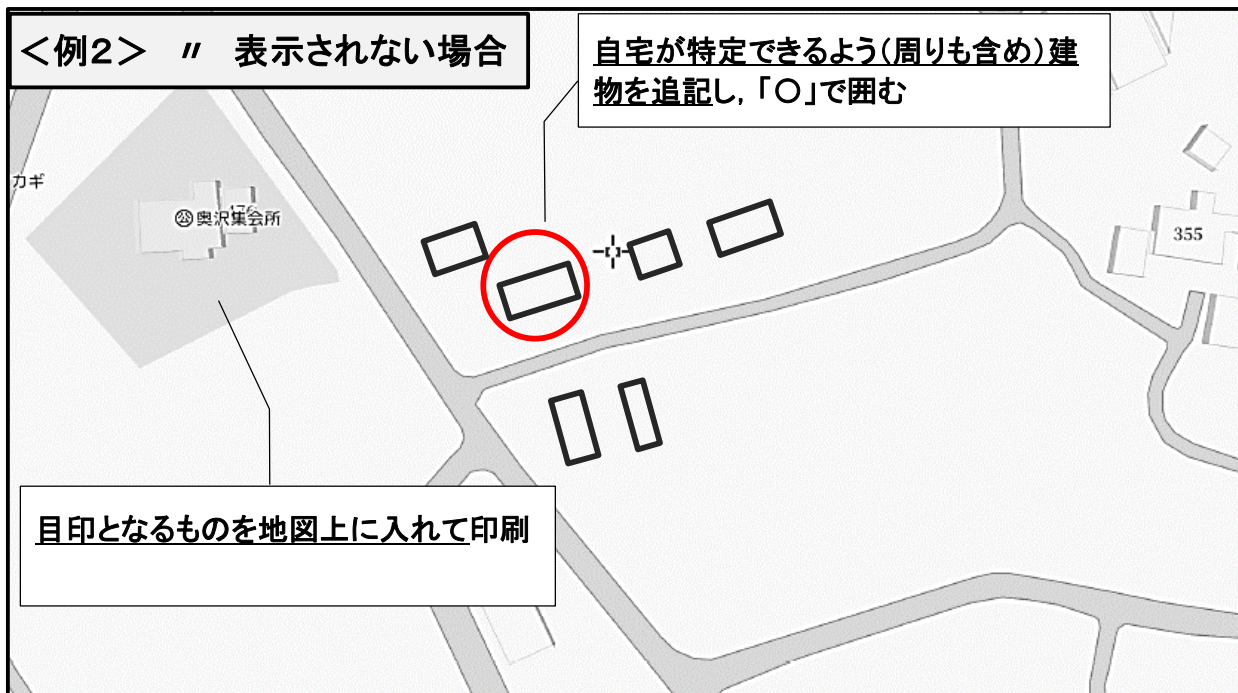 ＜例2＞ 〃 表示されない場合
自宅が特定できるよう(周りも含め)建
物を追記し,「○」で囲む
カギ
㊂奥沢集会所
355
目印となるものを地図上に入れて印刷